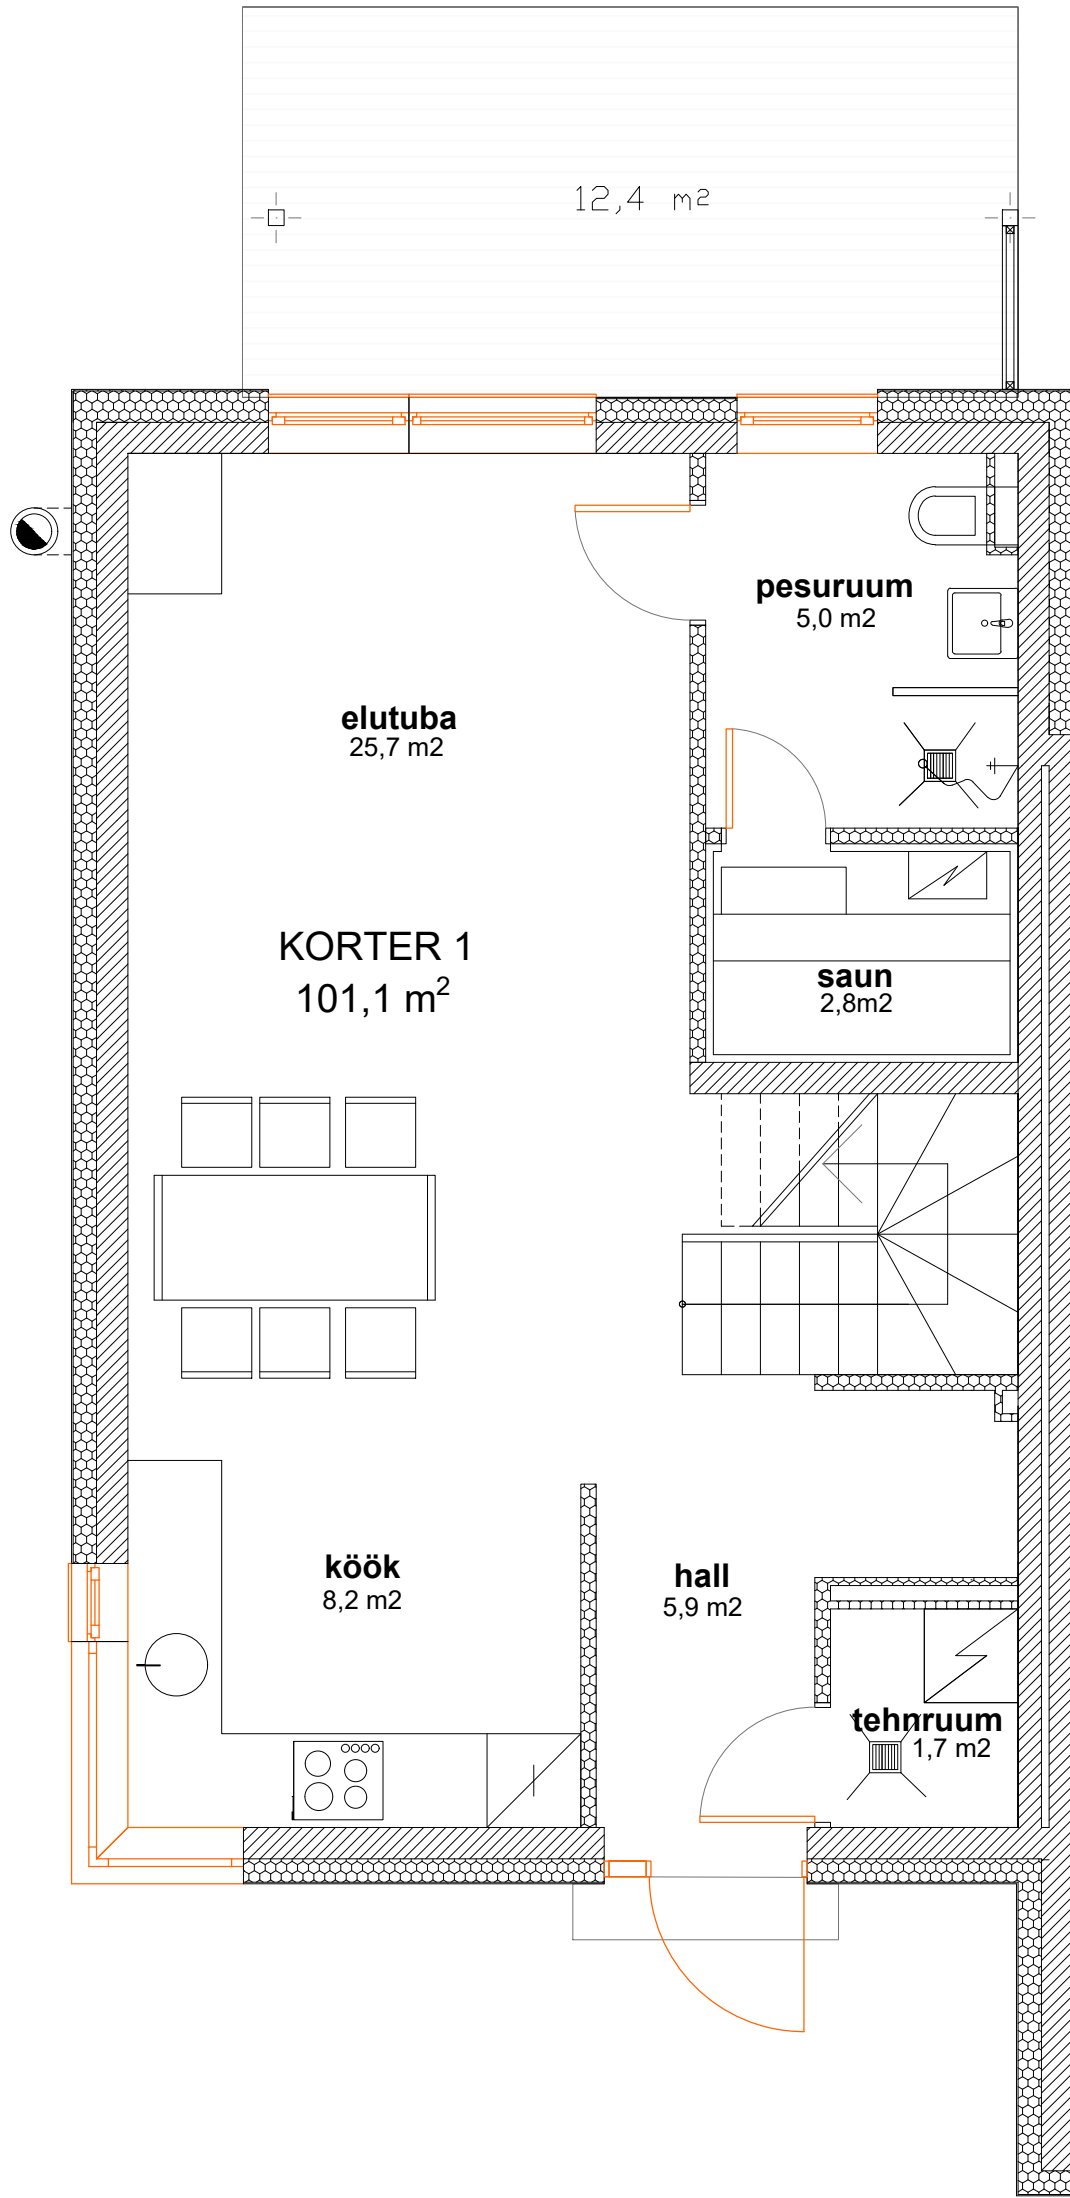 12,4 m2
pesuruum
5,0 m2
elutuba
25,7 m2
KORTER 1
101,1 m²
saun
2,8m2
köök
8,2 m2
hall
5,9 m2
tehnruum
1,7 m2